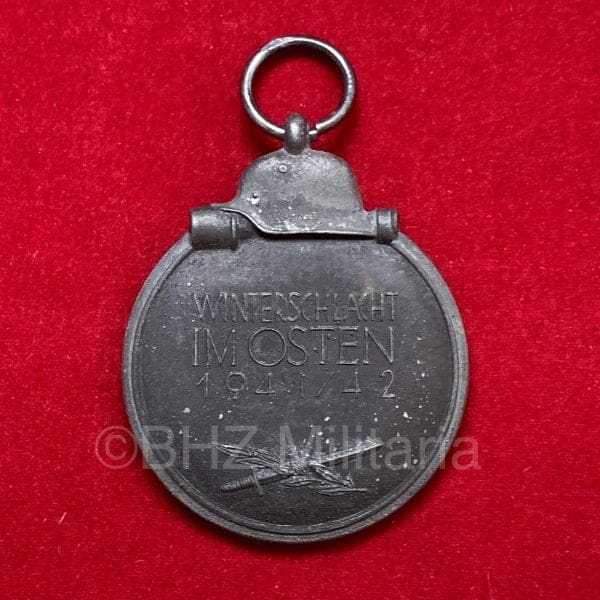 WINTERSCHLACHT
IM OSTEN
1941/42
©BHZ Militaria